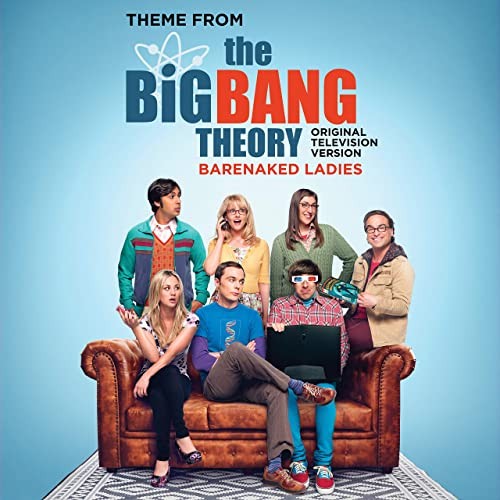 THEME FROM
the
BiG BANG
THEORY
ORIGINAL
TELEVISION
VERSION
BARENAKED LADIES